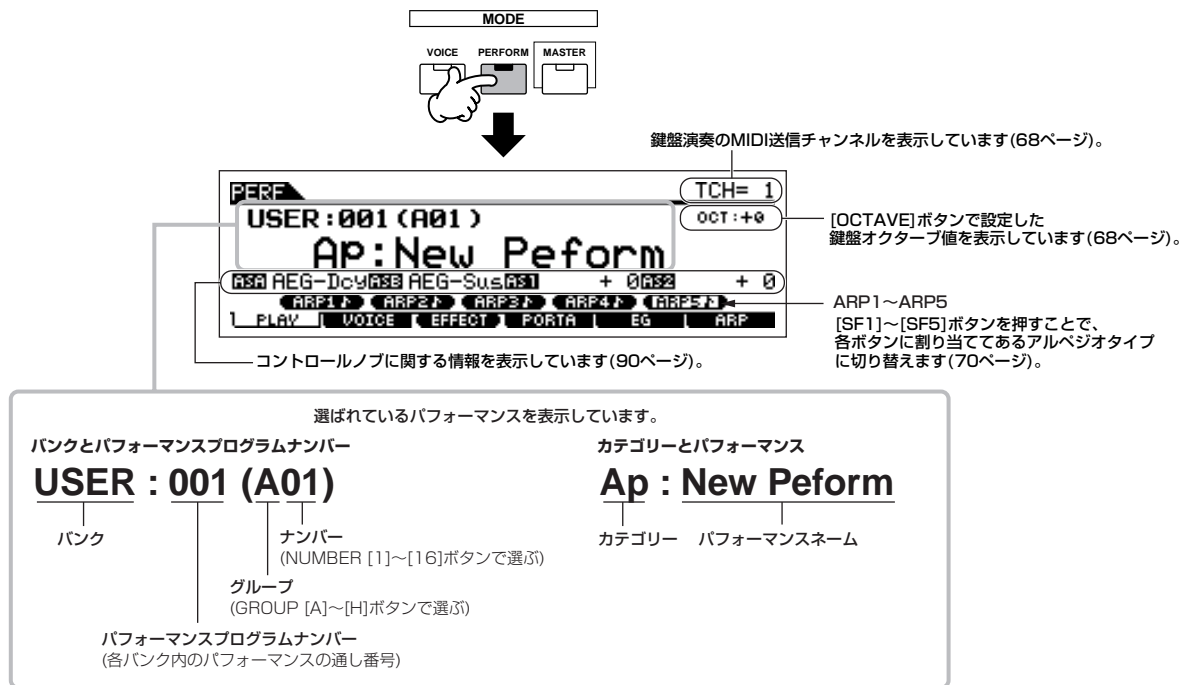 MODE
VOICE PERFORM MASTER
鍵盤演奏のMIDI送信チャンネルを表示しています(68ページ)。
PERF TCH= 1
USER:001(A01) OCT:+0
[OCTAVE]ボタンで設定した
鍵盤オクターブ値を表示しています(68ページ)。
Ap:New Peform
ASA AEG-Dcy ASB AEG-Sus AS1 + 0 AS2 + 0
ARP1♪ ARP2♪ ARP3♪ ARP4♪ ARP5♪
ARP1～ARP5
PLAY VOICE EFFECT PORTA EG ARP
[SF1]～[SF5]ボタンを押すことで、
各ボタンに割り当ててあるアルペジオタイプ
に切り替えます(70ページ)。
コントロールノブに関する情報を表示しています(90ページ)。
選ばれているパフォーマンスを表示しています。
バンクとパフォーマンスプログラムナンバー
USER : 001 (A01)
バンク
ナンバー
(NUMBER [1]～[16]ボタンで選ぶ)
グループ
(GROUP [A]～[H]ボタンで選ぶ)
パフォーマンスプログラムナンバー
(各バンク内のパフォーマンスの通し番号)
カテゴリーとパフォーマンス
Ap : New Peform
カテゴリー パフォーマンスネーム